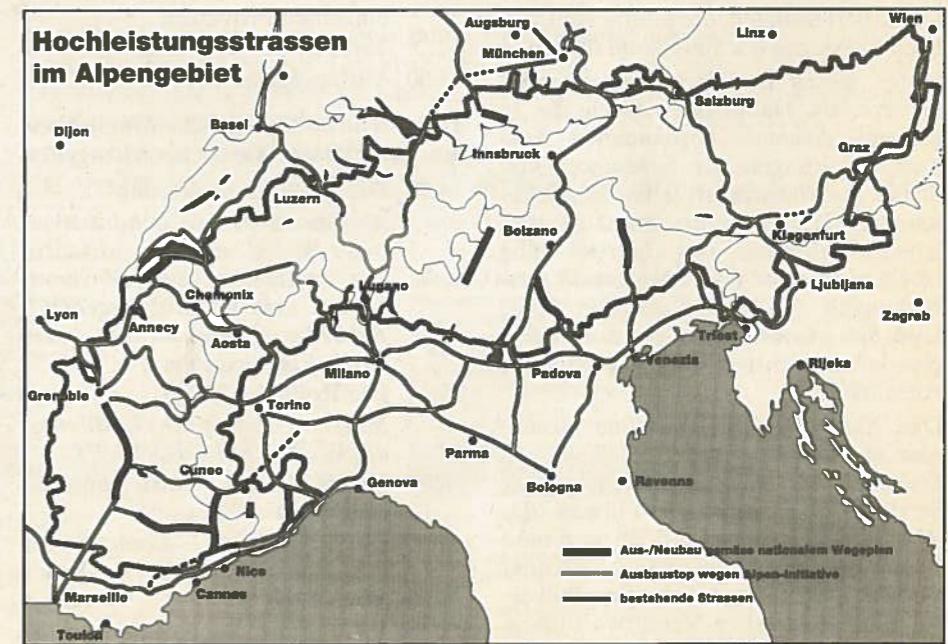 Hochleistungsstrassen
im Alpengebiet
Augsburg
München
Linz
Wien
Salzburg
Basel
Dijon
Innsbruck
Graz
Luzern
Bolzano
Klagenfurt
Chamonix
Lugano
Ljubljana
Lyon
Annecy
Aosta
Zagreb
Triest
Milano
Padova
Venezia
Rijeka
Grenoble
Torino
Parma
Cuneo
Genova
Bologna
Ravenna
Aus-/Neubau gemäss nationalem Wegeplan
Ausbaustop wegen Alpen-Initiative
bestehende Strassen
Nice
Cannes
Marseille
Toulon